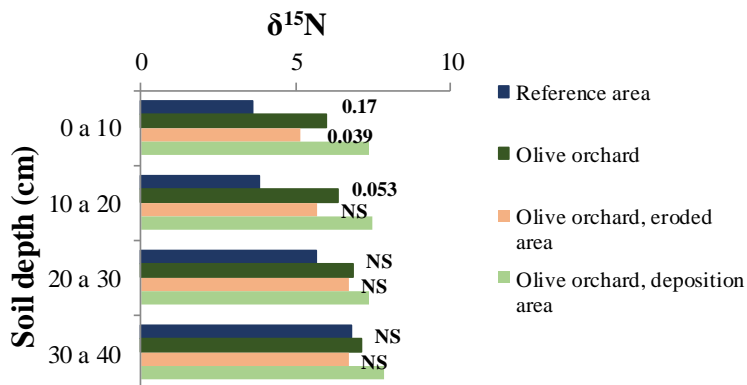 δ¹⁵N
0 5 10
Soil depth (cm)
0 a 10
10 a 20
20 a 30
30 a 40
0.17
0.039
0.053
NS
NS
NS
NS
NS
Reference area
Olive orchard
Olive orchard, eroded
area
Olive orchard, deposition
area